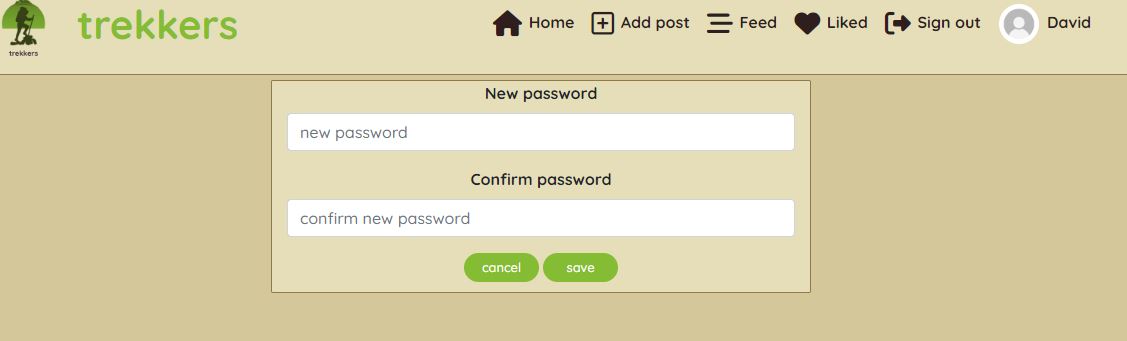 trekkers
trekkers
Home Add post Feed Liked Sign out David
New password
new password
Confirm password
confirm new password
cancel save